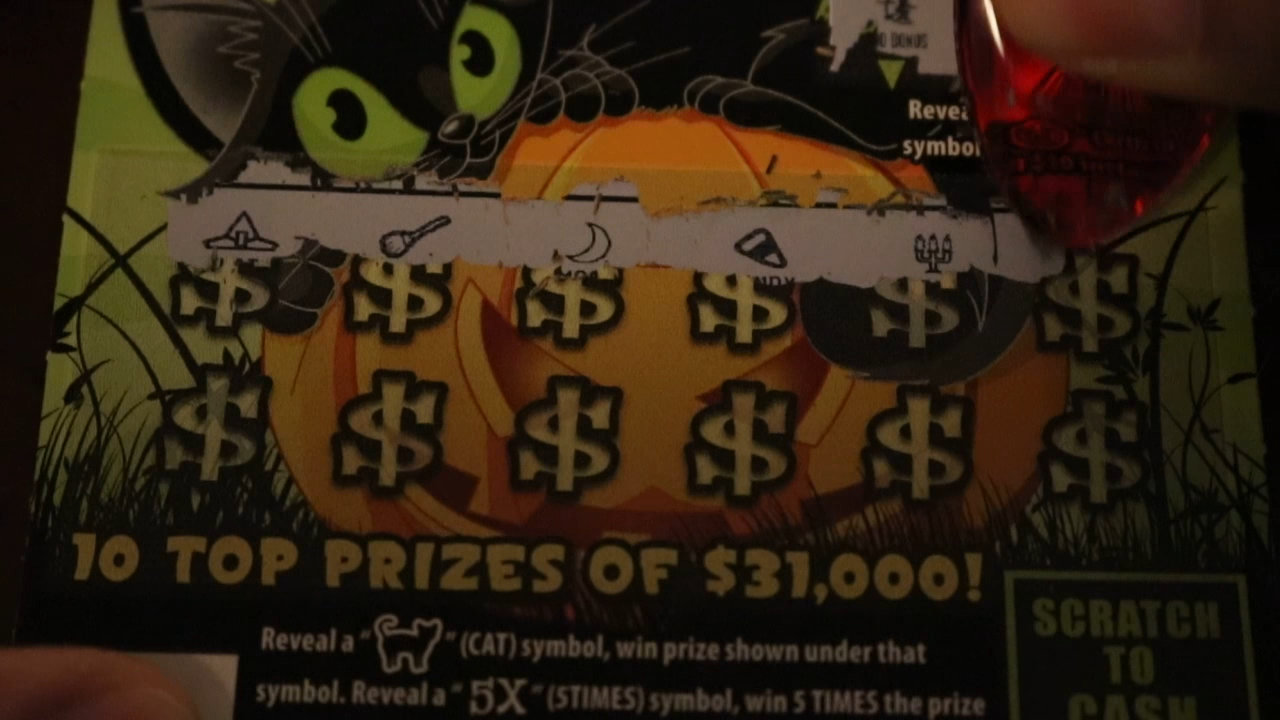 Reveal
symbol
$ $ $ $ $ $
$ $ $ $ $ $
10 TOP PRIZES OF $31,000!
Reveal a " " (CAT) symbol, win prize shown under that
symbol. Reveal a " 5X " (5TIMES) symbol, win 5 TIMES the prize
SCRATCH
TO
CASH